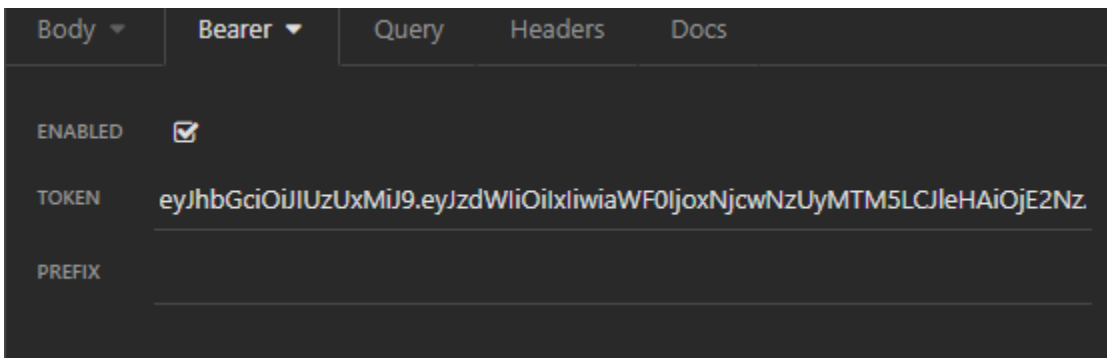 Body Bearer Query Headers Docs
ENABLED
TOKEN eyJhbGciOiJIUzUxMiJ9.eyJzdWIiOiIxIiwiaWF0IjoxNjcwNzUyMTM5LCJleHAiOjE2Nz.
PREFIX